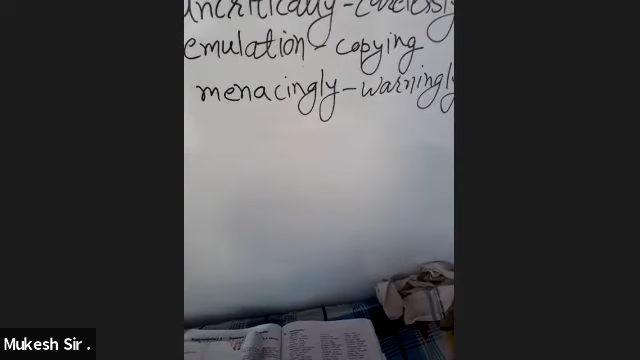 uncritically - carelessly
emulation - copying
menacingly - warningly
Mukesh Sir .